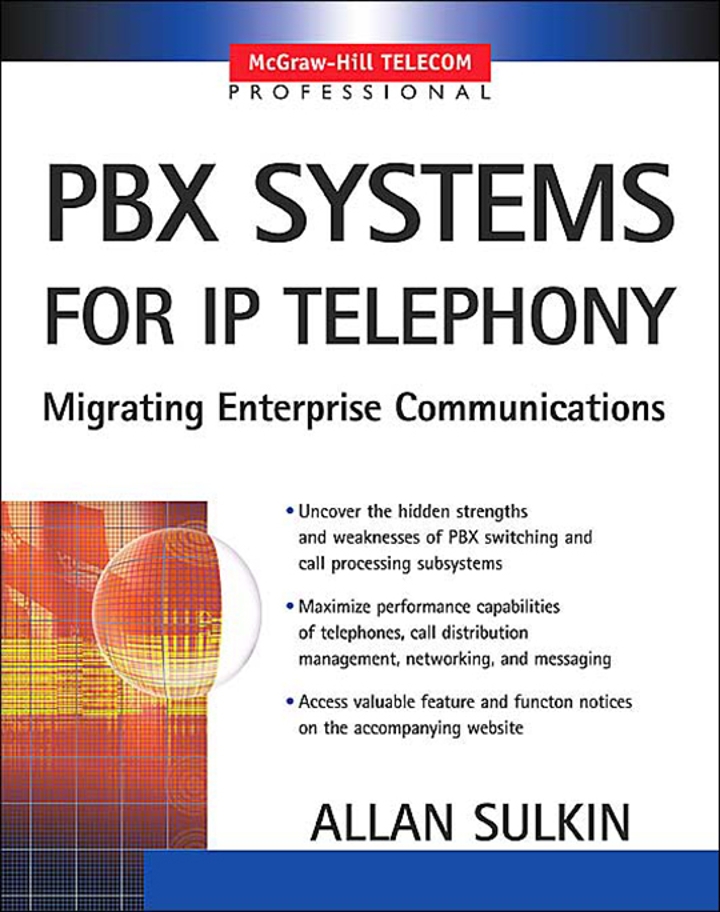 McGraw-Hill TELECOM
PROFESSIONAL
PBX SYSTEMS
FOR IP TELEPHONY
Migrating Enterprise Communications
• Uncover the hidden strengths
and weaknesses of PBX switching and
call processing subsystems
• Maximize performance capabilities
of telephones, call distribution
management, networking, and messaging
• Access valuable feature and functon notices
on the accompanying website
ALLAN SULKIN